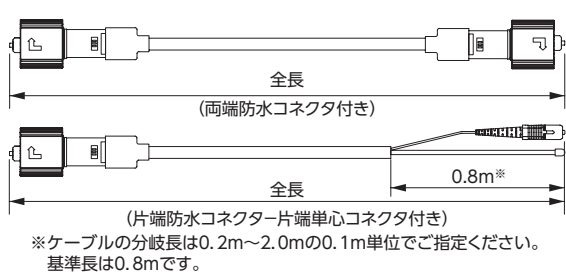 全長
(両端防水コネクタ付き)
0.8m※
全長
(片端防水コネクター片端単心コネクタ付き)
※ケーブルの分岐長は0.2m～2.0mの0.1m単位でご指定ください。
基準長は0.8mです。